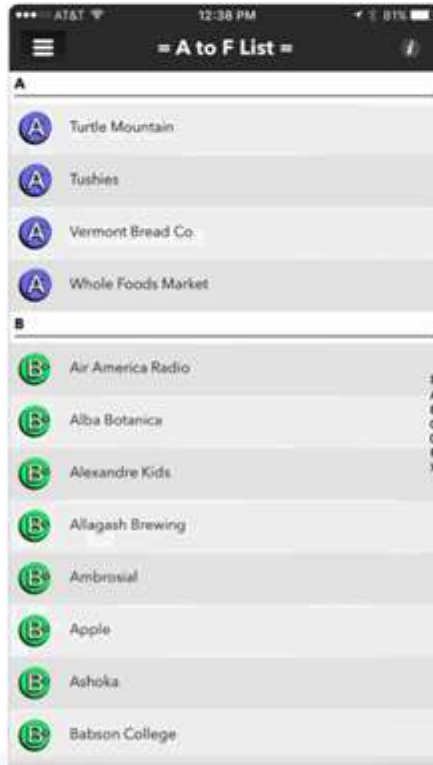 AT&T 12:38 PM 81%
= A to F List =
i
A
A Turtle Mountain
A Tushies
A Vermont Bread Co
A Whole Foods Market
B
B Air America Radio
B Alba Botanica
B Alexandre Kids
B Allagash Brewing
B Ambrosial
B Apple
B Ashoka
B Babson College